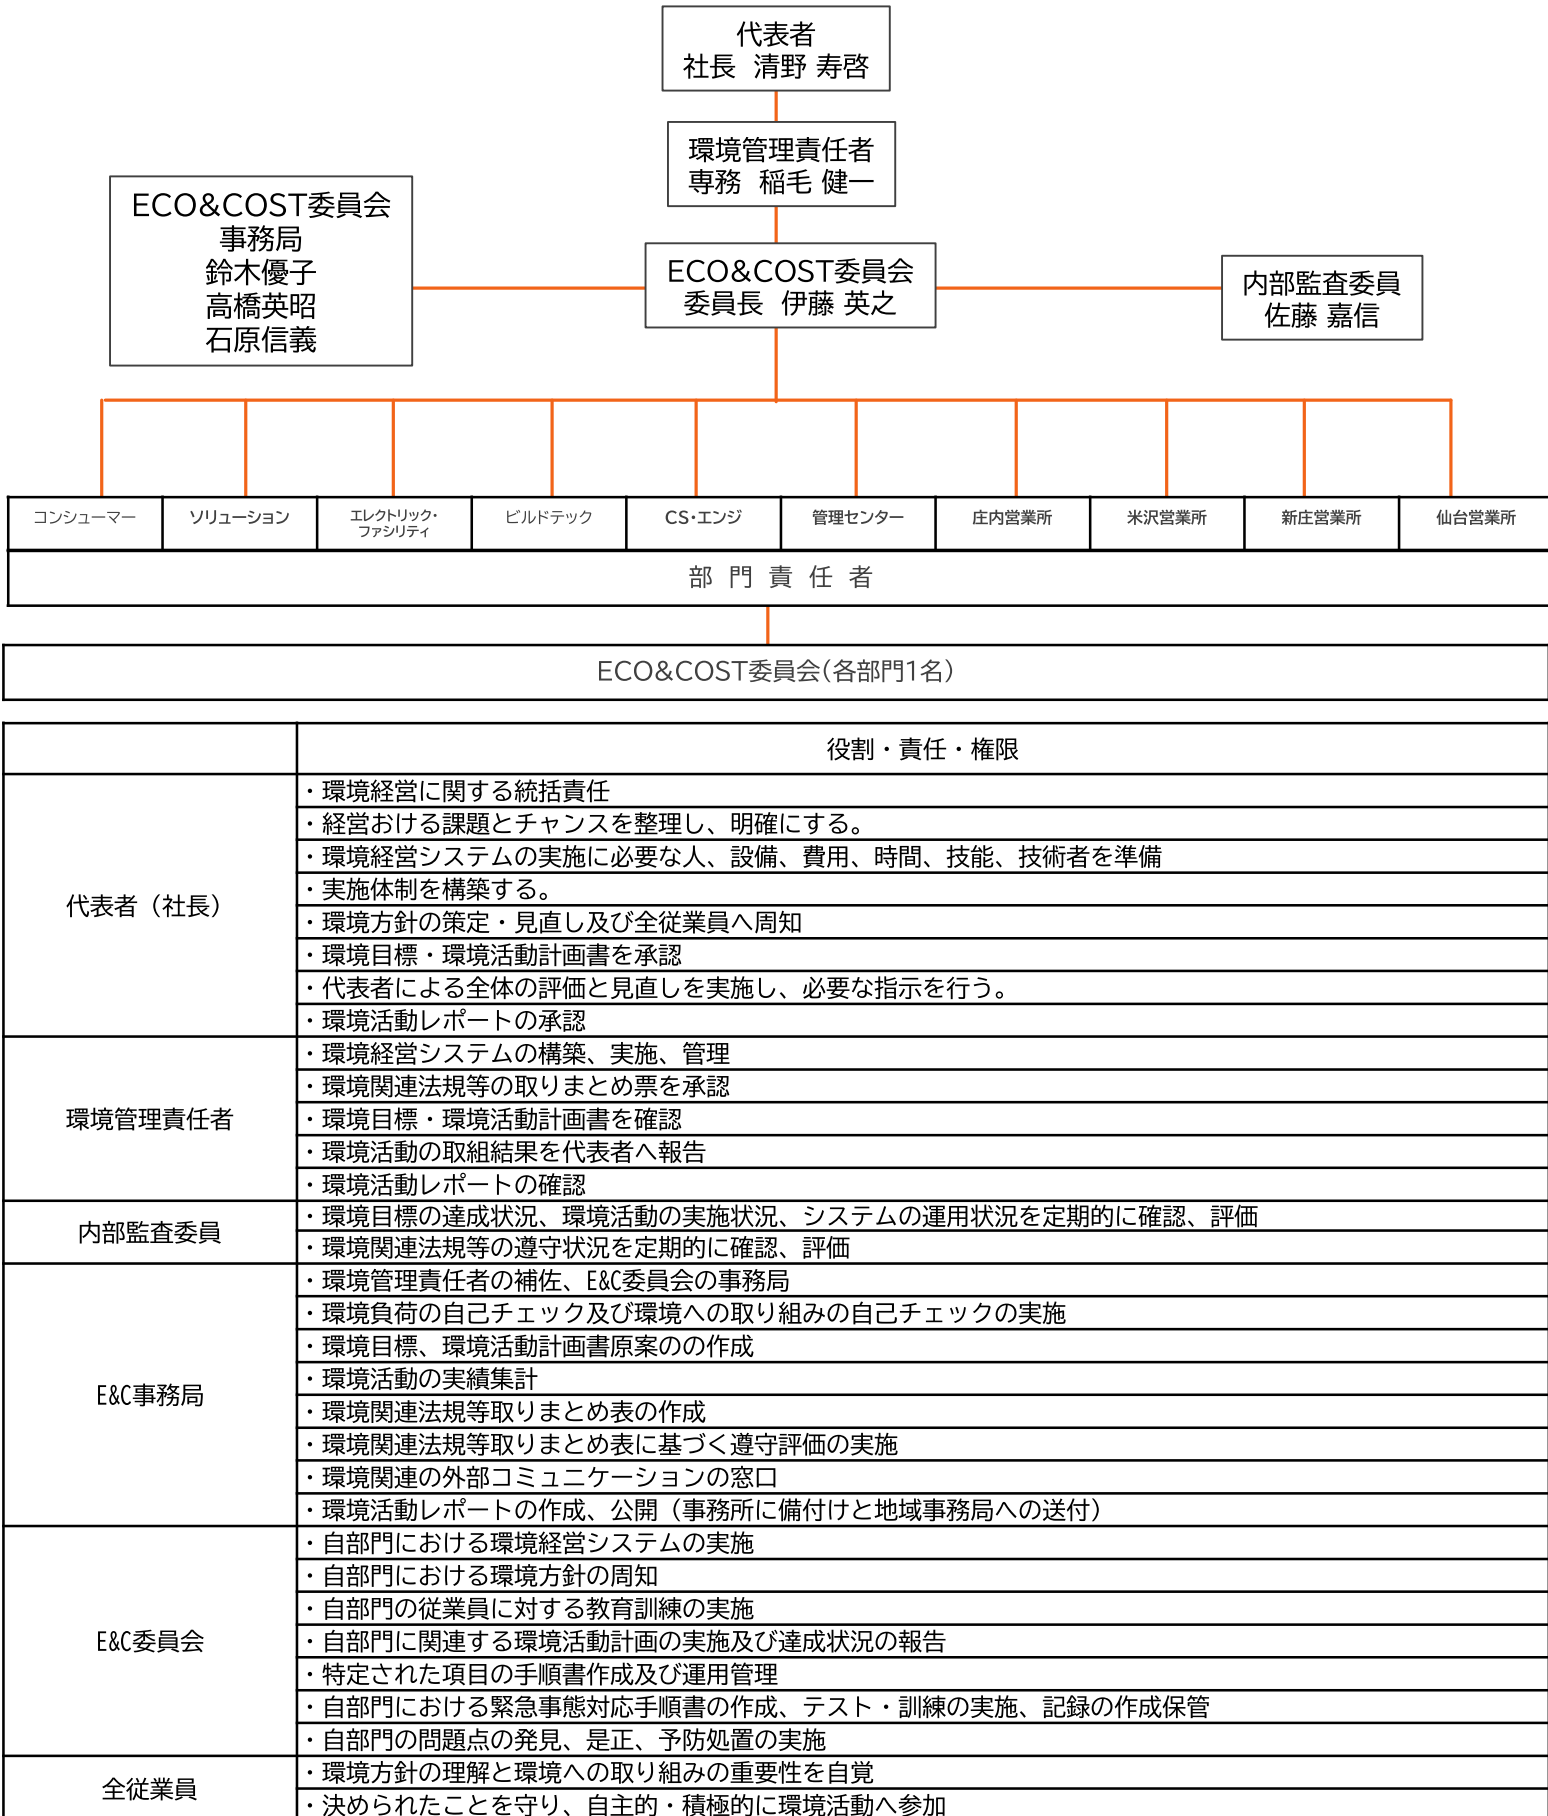 代表者
社長 清野 寿啓
環境管理責任者
専務 稲毛 健一
ECO&COST委員会
事務局
鈴木優子
高橋英昭
石原信義
ECO&COST委員会
委員長 伊藤 英之
内部監査委員
佐藤 嘉信
コンシューマー
ソリューション
エレクトリック・
ファシリティ
ビルドテック
CS・エンジ
管理センター
庄内営業所
米沢営業所
新庄営業所
仙台営業所
部 門 責 任 者
ECO&COST委員会(各部門1名)
役割・責任・権限
代表者（社長）
・環境経営に関する統括責任
・経営おける課題とチャンスを整理し、明確にする。
・環境経営システムの実施に必要な人、設備、費用、時間、技能、技術者を準備
・実施体制を構築する。
・環境方針の策定・見直し及び全従業員へ周知
・環境目標・環境活動計画書を承認
・代表者による全体の評価と見直しを実施し、必要な指示を行う。
・環境活動レポートの承認
環境管理責任者
・環境経営システムの構築、実施、管理
・環境関連法規等の取りまとめ票を承認
・環境目標・環境活動計画書を確認
・環境活動の取組結果を代表者へ報告
・環境活動レポートの確認
内部監査委員
・環境目標の達成状況、環境活動の実施状況、システムの運用状況を定期的に確認、評価
・環境関連法規等の遵守状況を定期的に確認、評価
E&C事務局
・環境管理責任者の補佐、E&C委員会の事務局
・環境負荷の自己チェック及び環境への取り組みの自己チェックの実施
・環境目標、環境活動計画書原案のの作成
・環境活動の実績集計
・環境関連法規等取りまとめ表の作成
・環境関連法規等取りまとめ表に基づく遵守評価の実施
・環境関連の外部コミュニケーションの窓口
・環境活動レポートの作成、公開（事務所に備付けと地域事務局への送付）
E&C委員会
・自部門における環境経営システムの実施
・自部門における環境方針の周知
・自部門の従業員に対する教育訓練の実施
・自部門に関連する環境活動計画の実施及び達成状況の報告
・特定された項目の手順書作成及び運用管理
・自部門における緊急事態対応手順書の作成、テスト・訓練の実施、記録の作成保管
・自部門の問題点の発見、是正、予防処置の実施
全従業員
・環境方針の理解と環境への取り組みの重要性を自覚
・決められたことを守り、自主的・積極的に環境活動へ参加